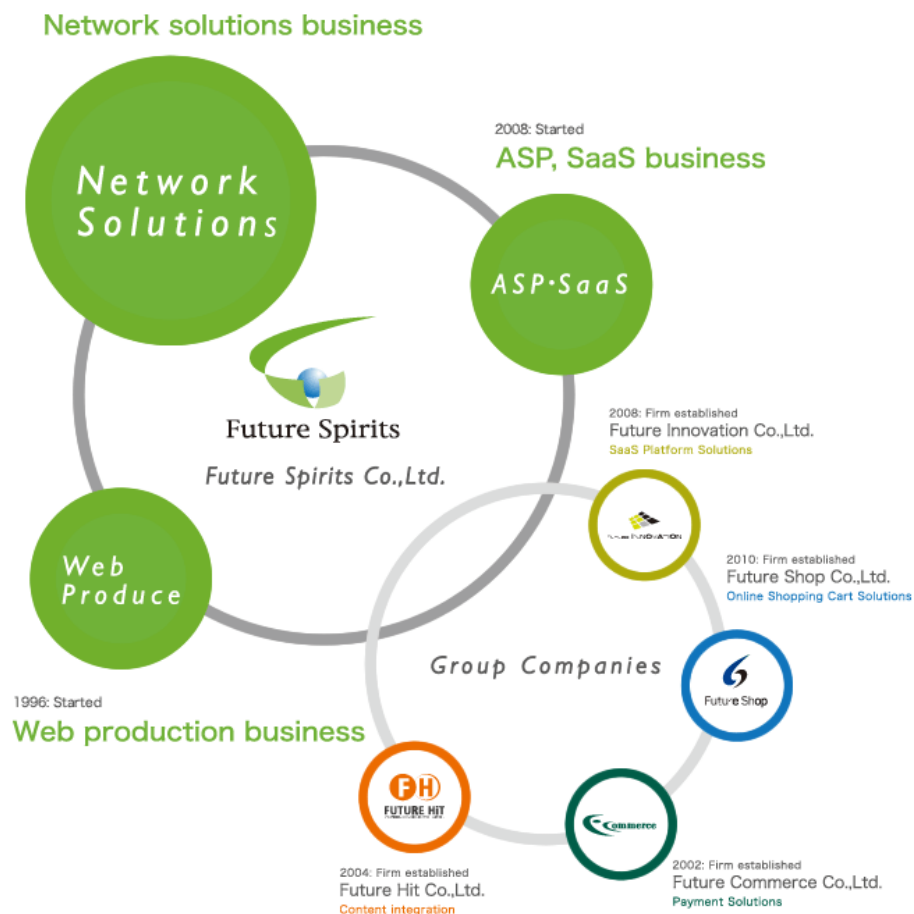 Network solutions business
Network
Solutions
2008: Started
ASP, SaaS business
ASP・SaaS
Future Spirits
Future Spirits Co.,Ltd.
2008: Firm established
Future Innovation Co.,Ltd.
SaaS Platform Solutions
INNOVATION
Web
Produce
2010: Firm established
Future Shop Co.,Ltd.
Online Shopping Cart Solutions
Group Companies
Future Shop
1996: Started
Web production business
FH
FUTURE HiT
Commerce
2004: Firm established
Future Hit Co.,Ltd.
Content integration
2002: Firm established
Future Commerce Co.,Ltd.
Payment Solutions